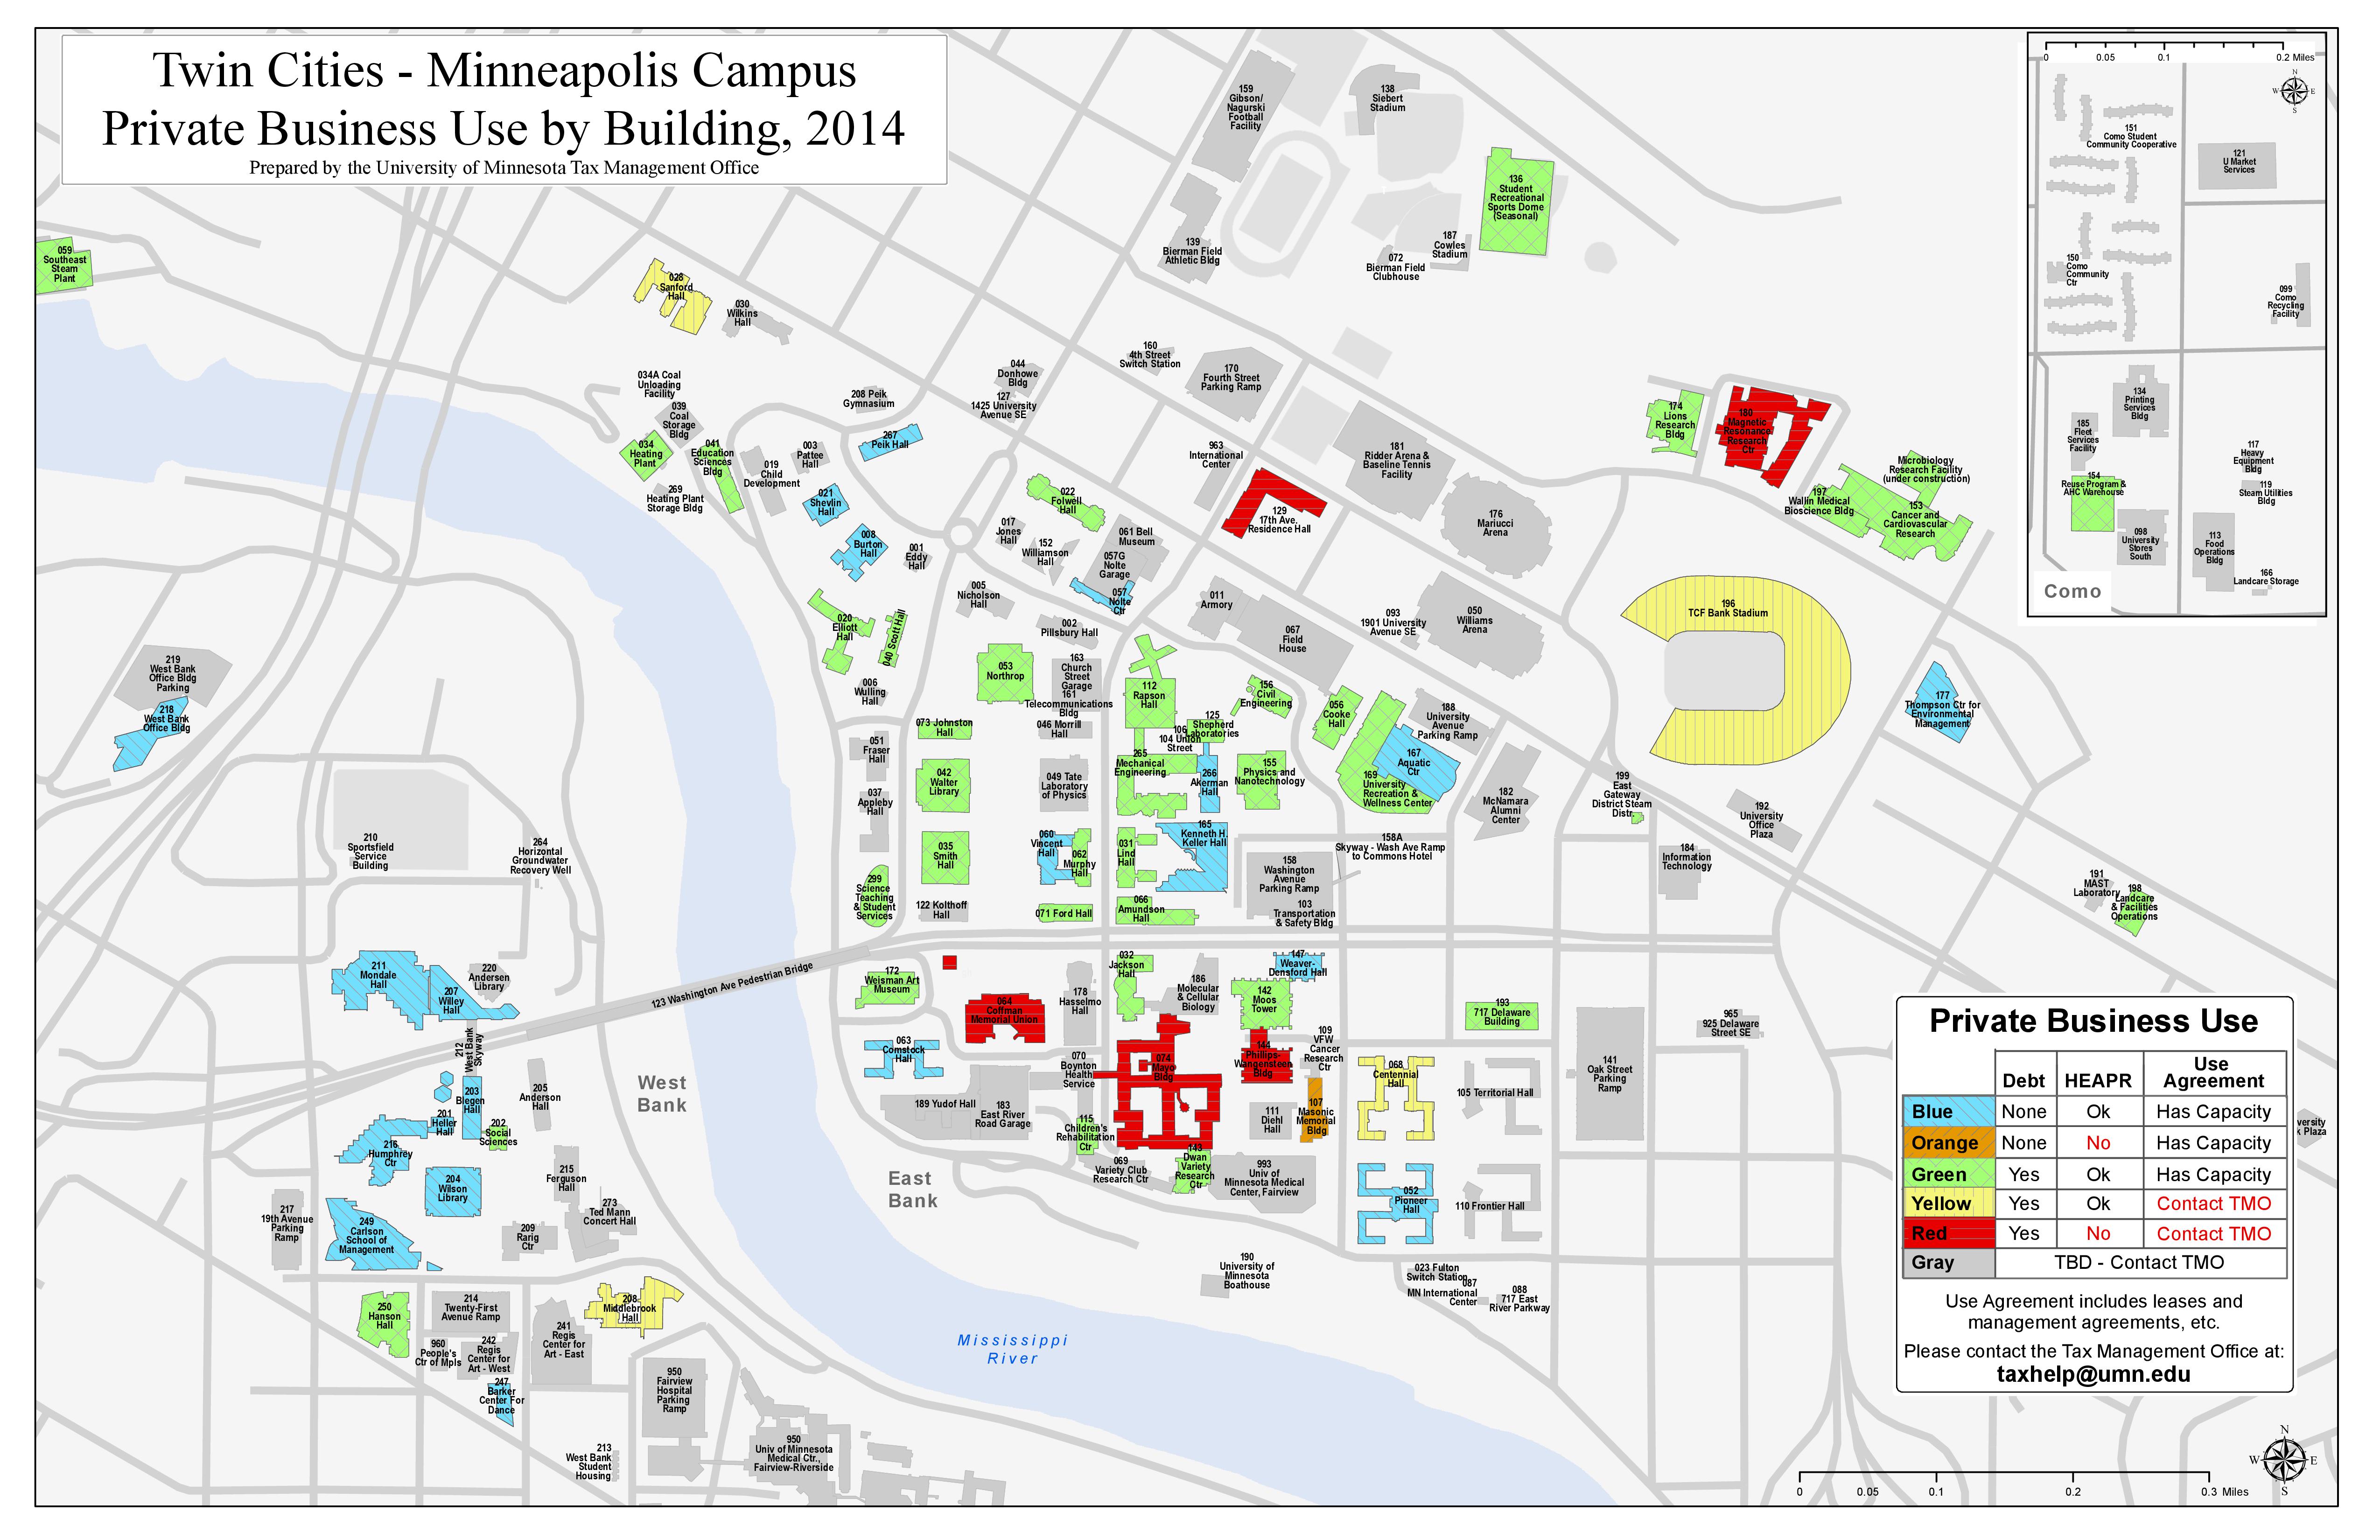 Twin Cities - Minneapolis Campus
Private Business Use by Building, 2014
Prepared by the University of Minnesota Tax Management Office
159
Gibson/
Nagurski
Football
Facility
138
Siebert
Stadium
136
Student
Recreational
Sports Dome
(Seasonal)
139
Bierman Field
Athletic Bldg
187
Cowles
Stadium
072
Bierman Field
Clubhouse
0
0.05
0.1
0.2 Miles
N
W
E
S
151
Como Student
Community Cooperative
121
U Market
Services
150
Como
Community
Ctr
099
Como
Recycling
Facility
134
Printing
Services
Bldg
185
Fleet
Services
Facility
117
Heavy
Equipment
Bldg
154
Reuse Program &
AHC Warehouse
119
Steam Utilities
Bldg
098
University
Stores
South
113
Food
Operations
Bldg
166
Landcare Storage
Como
059
Southeast
Steam
Plant
028
Sanford
Hall
030
Wilkins
Hall
034A Coal
Unloading
Facility
039
Coal
Storage
Bldg
034
Heating
Plant
041
Education
Sciences
Bldg
269
Heating Plant
Storage Bldg
019
Child
Development
003
Pattee
Hall
208 Peik
Gymnasium
267
Peik Hall
021
Shevlin
Hall
008
Burton
Hall
001
Eddy
Hall
044
Donhowe
Bldg
127
1425 University
Avenue SE
160
4th Street
Switch Station
170
Fourth Street
Parking Ramp
963
International
Center
181
Ridder Arena &
Baseline Tennis
Facility
129
17th Ave.
Residence Hall
176
Mariucci
Arena
174
Lions
Research
Bldg
180
Magnetic
Resonance
Research
Ctr
Microbiology
Research Facility
(under construction)
197
Wallin Medical
Bioscience Bldg
153
Cancer and
Cardiovascular
Research
022
Folwell
Hall
017
Jones
Hall
152
Williamson
Hall
061 Bell
Museum
057G
Nolte
Garage
057
Nolte
Ctr
005
Nicholson
Hall
002
Pillsbury Hall
011
Armory
067
Field
House
093
1901 University
Avenue SE
050
Williams
Arena
196
TCF Bank Stadium
177
Thompson Ctr for
Environmental
Management
020
Elliott
Hall
040 Scott Hall
006
Wulling
Hall
053
Northrop
163
Church
Street
Garage
161
Telecommunications
Bldg
112
Rapson
Hall
156
Civil
Engineering
125
Shepherd
Laboratories
106
104 Union
Street
056
Cooke
Hall
188
University
Avenue
Parking Ramp
167
Aquatic
Ctr
169
University
Recreation &
Wellness Center
182
McNamara
Alumni
Center
199
East
Gateway
District Steam
Distr.
192
University
Office
Plaza
184
Information
Technology
191
MAST
Laboratory
198
Landcare
& Facilities
Operations
073 Johnston
Hall
046 Morrill
Hall
051
Fraser
Hall
042
Walter
Library
049 Tate
Laboratory
of Physics
265
Mechanical
Engineering
266
Akerman
Hall
155
Physics and
Nanotechnology
037
Appleby
Hall
035
Smith
Hall
060
Vincent
Hall
062
Murphy
Hall
031
Lind
Hall
165
Kenneth H.
Keller Hall
158A
Skyway - Wash Ave Ramp
to Commons Hotel
158
Washington
Avenue
Parking Ramp
103
Transportation
& Safety Bldg
299
Science
Teaching
& Student
Services
122 Kolthoff
Hall
071 Ford Hall
066
Amundson
Hall
219
West Bank
Office Bldg
Parking
218
West Bank
Office Bldg
210
Sportsfield
Service
Building
264
Horizontal
Groundwater
Recovery Well
211
Mondale
Hall
207
Willey
Hall
220
Andersen
Library
123 Washington Ave Pedestrian Bridge
212
West Bank
Skyway
203
Blegen
Hall
205
Anderson
Hall
201
Heller
Hall
202
Social
Sciences
216
Humphrey
Ctr
204
Wilson
Library
215
Ferguson
Hall
273
Ted Mann
Concert Hall
209
Rarig
Ctr
217
19th Avenue
Parking
Ramp
249
Carlson
School of
Management
208
Middlebrook
Hall
250
Hanson
Hall
214
Twenty-First
Avenue Ramp
241
Regis
Center for
Art - East
960
People's
Ctr of Mpls
242
Regis
Center for
Art - West
247
Barker
Center For
Dance
950
Fairview
Hospital
Parking
Ramp
213
West Bank
Student
Housing
950
Univ of Minnesota
Medical Ctr.,
Fairview-Riverside
West
Bank
East
Bank
Mississippi
River
172
Weisman Art
Museum
064
Coffman
Memorial Union
178
Hasselmo
Hall
032
Jackson
Hall
186
Molecular
& Cellular
Biology
147
Weaver-
Densford Hall
142
Moos
Tower
063
Comstock
Hall
070
Boynton
Health
Service
074
Mayo
Bldg
144
Phillips-
Wangensteen
Bldg
109
VFW
Cancer
Research
Ctr
107
Masonic
Memorial
Bldg
111
Diehl
Hall
189 Yudof Hall
183
East River
Road Garage
115
Children's
Rehabilitation
Ctr
069
Variety Club
Research Ctr
143
Dwan
Variety
Research
Ctr
993
Univ of
Minnesota Medical
Center, Fairview
068
Centennial
Hall
193
717 Delaware
Building
105 Territorial Hall
141
Oak Street
Parking
Ramp
965
925 Delaware
Street SE
052
Pioneer
Hall
110 Frontier Hall
190
University of
Minnesota
Boathouse
023 Fulton
Switch Station
087
MN International
Center
088
717 East
River Parkway
Private Business Use
Debt HEAPR Use Agreement
Blue None Ok Has Capacity
Orange None No Has Capacity
Green Yes Ok Has Capacity
Yellow Yes Ok Contact TMO
Red Yes No Contact TMO
Gray TBD - Contact TMO
Use Agreement includes leases and
management agreements, etc.
Please contact the Tax Management Office at:
taxhelp@umn.edu
N
W
E
S
0
0.05
0.1
0.2
0.3 Miles